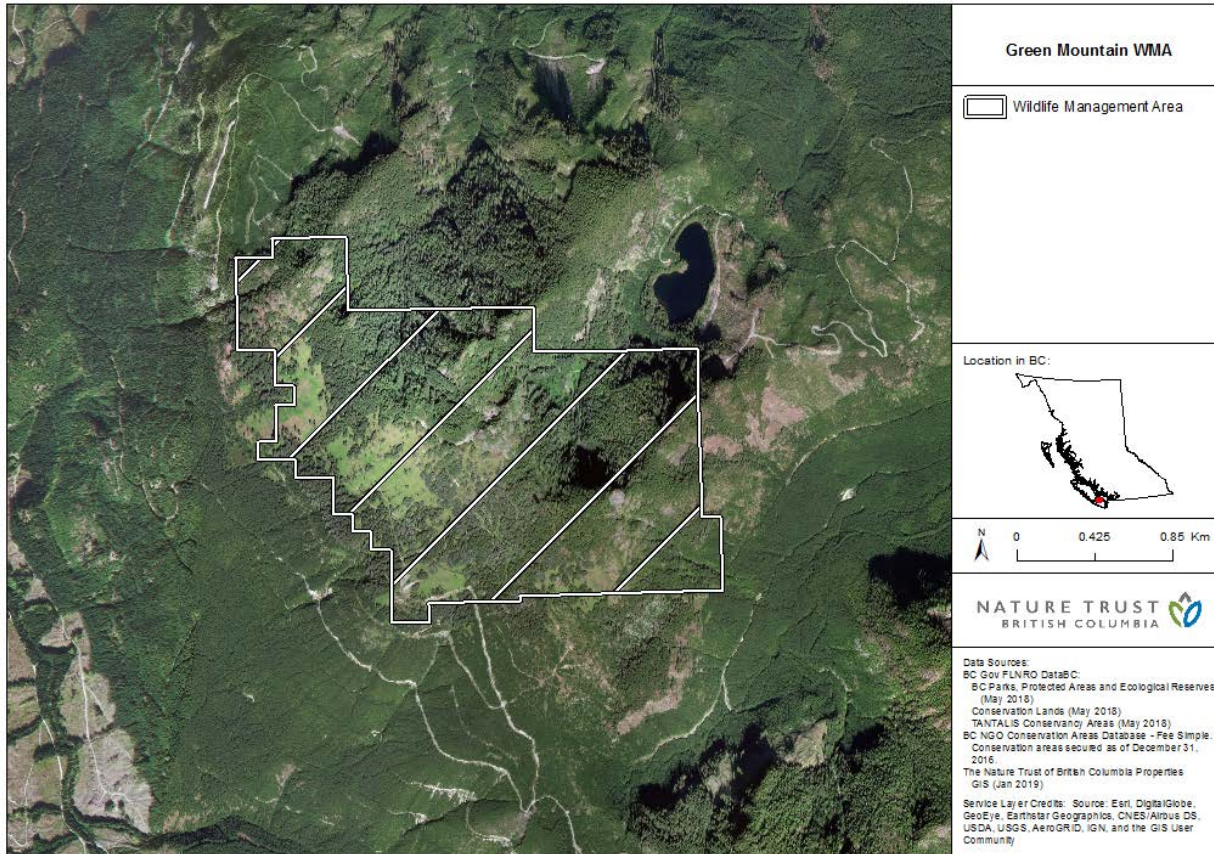 Green Mountain WMA
Wildlife Management Area
Location in BC:
N
0 0.425 0.85 Km
NATURE TRUST
BRITISH COLUMBIA
Data Sources:
BC Gov FLNRO DataBC:
BC Parks, Protected Areas and Ecological Reserves
(May 2018)
Conservation Lands (May 2018)
TANTALIS Conservancy Areas (May 2018)
BC NGO Conservation Areas Database - Fee Simple.
Conservation areas secured as of December 31,
2016.
The Nature Trust of British Columbia Properties
GIS (Jan 2019)
Service Layer Credits: Source: Esri, DigitalGlobe,
GeoEye, Earthstar Geographics, CNES/Airbus DS,
USDA, USGS, AeroGRID, IGN, and the GIS User
Community